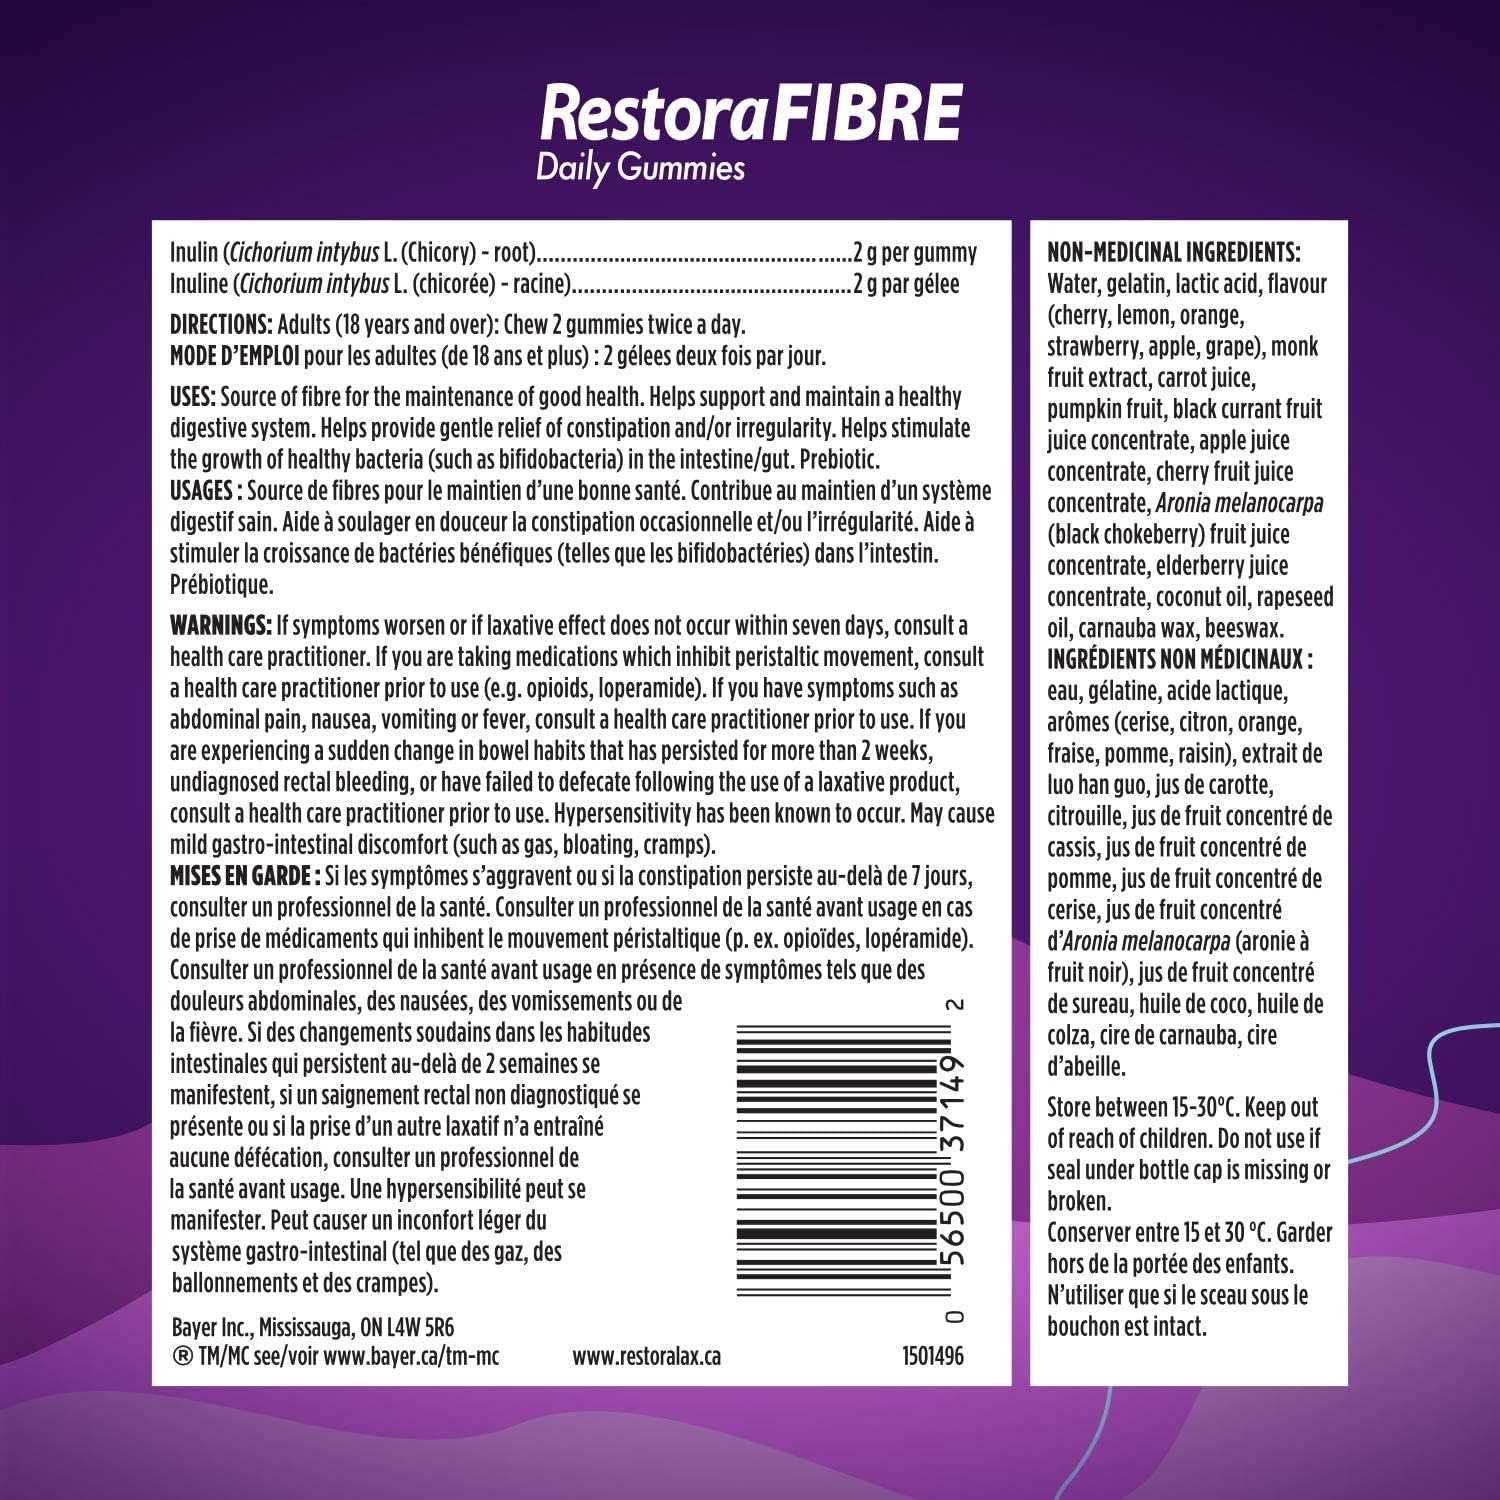 RestoraFIBRE
Daily Gummies
Inulin (Cichorium intybus L. (Chicory) - root)....................................................2 g per gummy
Inuline (Cichorium intybus L. (chicorée) - racine)...............................................2 g par gélee
DIRECTIONS: Adults (18 years and over): Chew 2 gummies twice a day.
MODE D’EMPLOI pour les adultes (de 18 ans et plus) : 2 gélees deux fois par jour.
USES: Source of fibre for the maintenance of good health. Helps support and maintain a healthy
digestive system. Helps provide gentle relief of constipation and/or irregularity. Helps stimulate
the growth of healthy bacteria (such as bifidobacteria) in the intestine/gut. Prebiotic.
USAGES : Source de fibres pour le maintien d’une bonne santé. Contribue au maintien d’un système
digestif sain. Aide à soulager en douceur la constipation occasionnelle et/ou l’irrégularité. Aide à
stimuler la croissance de bactéries bénéfiques (telles que les bifidobactéries) dans l’intestin.
Prébiotique.
WARNINGS: If symptoms worsen or if laxative effect does not occur within seven days, consult a
health care practitioner. If you are taking medications which inhibit peristaltic movement, consult
a health care practitioner prior to use (e.g. opioids, loperamide). If you have symptoms such as
abdominal pain, nausea, vomiting or fever, consult a health care practitioner prior to use. If you
are experiencing a sudden change in bowel habits that has persisted for more than 2 weeks,
undiagnosed rectal bleeding, or have failed to defecate following the use of a laxative product,
consult a health care practitioner prior to use. Hypersensitivity has been known to occur. May cause
mild gastro-intestinal discomfort (such as gas, bloating, cramps).
MISES EN GARDE : Si les symptômes s’aggravent ou si la constipation persiste au-delà de 7 jours,
consulter un professionnel de la santé. Consulter un professionnel de la santé avant usage en cas
de prise de médicaments qui inhibent le mouvement péristaltique (p. ex. opioïdes, lopéramide).
Consulter un professionnel de la santé avant usage en présence de symptômes tels que des
douleurs abdominales, des nausées, des vomissements ou de
la fièvre. Si des changements soudains dans les habitudes
intestinales qui persistent au-delà de 2 semaines se
manifestent, si un saignement rectal non diagnostiqué se
présente ou si la prise d’un autre laxatif n’a entraîné
aucune défécation, consulter un professionnel de
la santé avant usage. Une hypersensibilité peut se
manifester. Peut causer un inconfort léger du
système gastro-intestinal (tel que des gaz, des
ballonnements et des crampes).
0 56500 37149 2
Bayer Inc., Mississauga, ON L4W 5R6
® TM/MC see/voir www.bayer.ca/tm-mc www.restoralax.ca 1501496
NON-MEDICINAL INGREDIENTS:
Water, gelatin, lactic acid, flavour
(cherry, lemon, orange,
strawberry, apple, grape), monk
fruit extract, carrot juice,
pumpkin fruit, black currant fruit
juice concentrate, apple juice
concentrate, cherry fruit juice
concentrate, Aronia melanocarpa
(black chokeberry) fruit juice
concentrate, elderberry juice
concentrate, coconut oil, rapeseed
oil, carnauba wax, beeswax.
INGRÉDIENTS NON MÉDICINAUX :
eau, gélatine, acide lactique,
arômes (cerise, citron, orange,
fraise, pomme, raisin), extrait de
luo han guo, jus de carotte,
citrouille, jus de fruit concentré de
cassis, jus de fruit concentré de
pomme, jus de fruit concentré de
cerise, jus de fruit concentré
d’Aronia melanocarpa (aronie à
fruit noir), jus de fruit concentré
de sureau, huile de coco, huile de
colza, cire de carnauba, cire
d’abeille.
Store between 15-30°C. Keep out
of reach of children. Do not use if
seal under bottle cap is missing or
broken.
Conserver entre 15 et 30 °C. Garder
hors de la portée des enfants.
N’utiliser que si le sceau sous le
bouchon est intact.